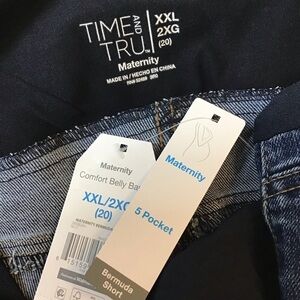 TIME AND TRU
XXL
2XG
(20)
Maternity
MADE IN / HECHO EN CHINA
Maternity
Comfort Belly Ba
XXL/2XG
(20)
Maternity
5 Pocket
Bermuda
Short